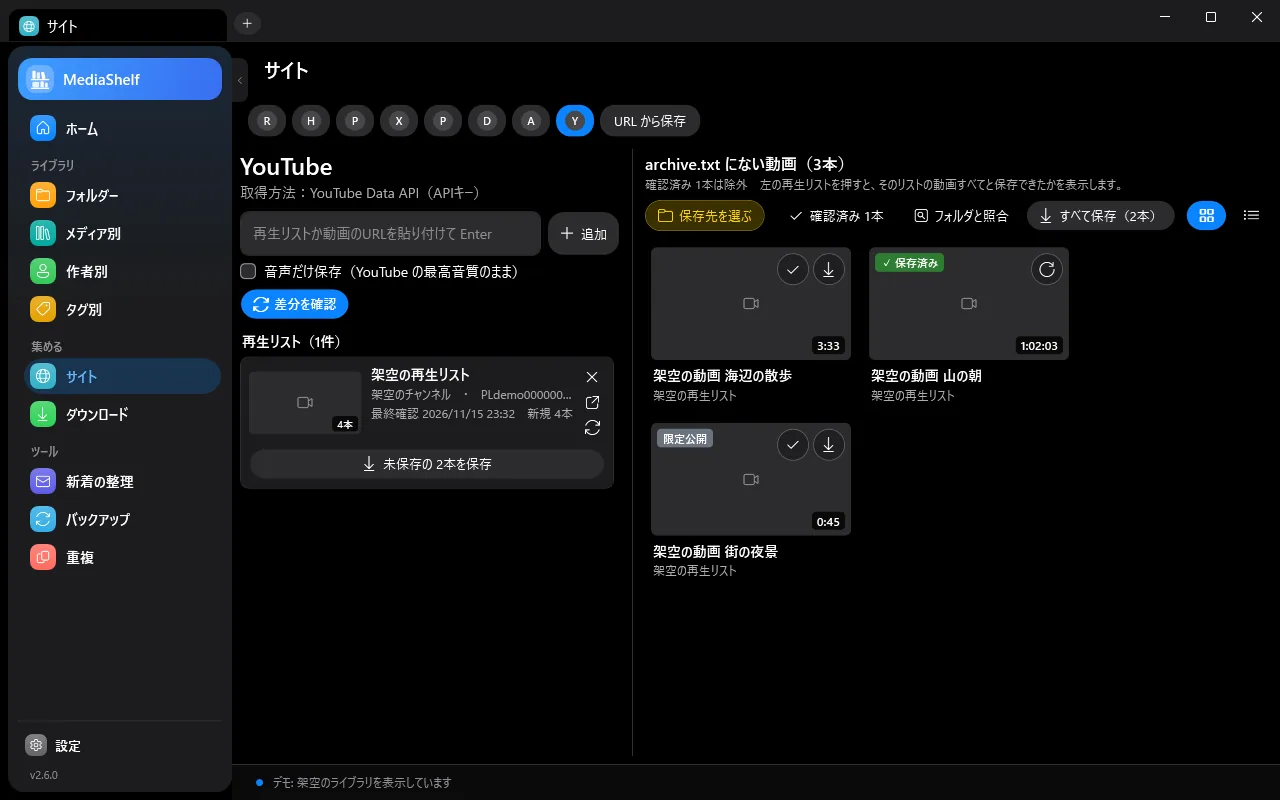 サイト
MediaShelf
ホーム
ライブラリ
フォルダー
メディア別
作者別
タグ別
集める
サイト
ダウンロード
ツール
新着の整理
バックアップ
重複
設定
v2.6.0
サイト
R H P X P D A Y URL から保存
YouTube
取得方法：YouTube Data API（APIキー）
再生リストか動画のURLを貼り付けて Enter
追加
音声だけ保存（YouTube の最高音質のまま）
差分を確認
再生リスト（1件）
架空の再生リスト
架空のチャンネル ・ PLdemo000000...
最終確認 2026/11/15 23:32 新規 4本
4本
未保存の 2本を保存
archive.txt にない動画（3本）
確認済み 1本は除外 左の再生リストを押すと、そのリストの動画すべてと保存できたかを表示します。
保存先を選ぶ 確認済み 1本 フォルダと照合 すべて保存（2本）
3:33
架空の動画 海辺の散歩
架空の再生リスト
✓ 保存済み
1:02:03
架空の動画 山の朝
架空の再生リスト
限定公開
0:45
架空の動画 街の夜景
架空の再生リスト
デモ: 架空のライブラリを表示しています